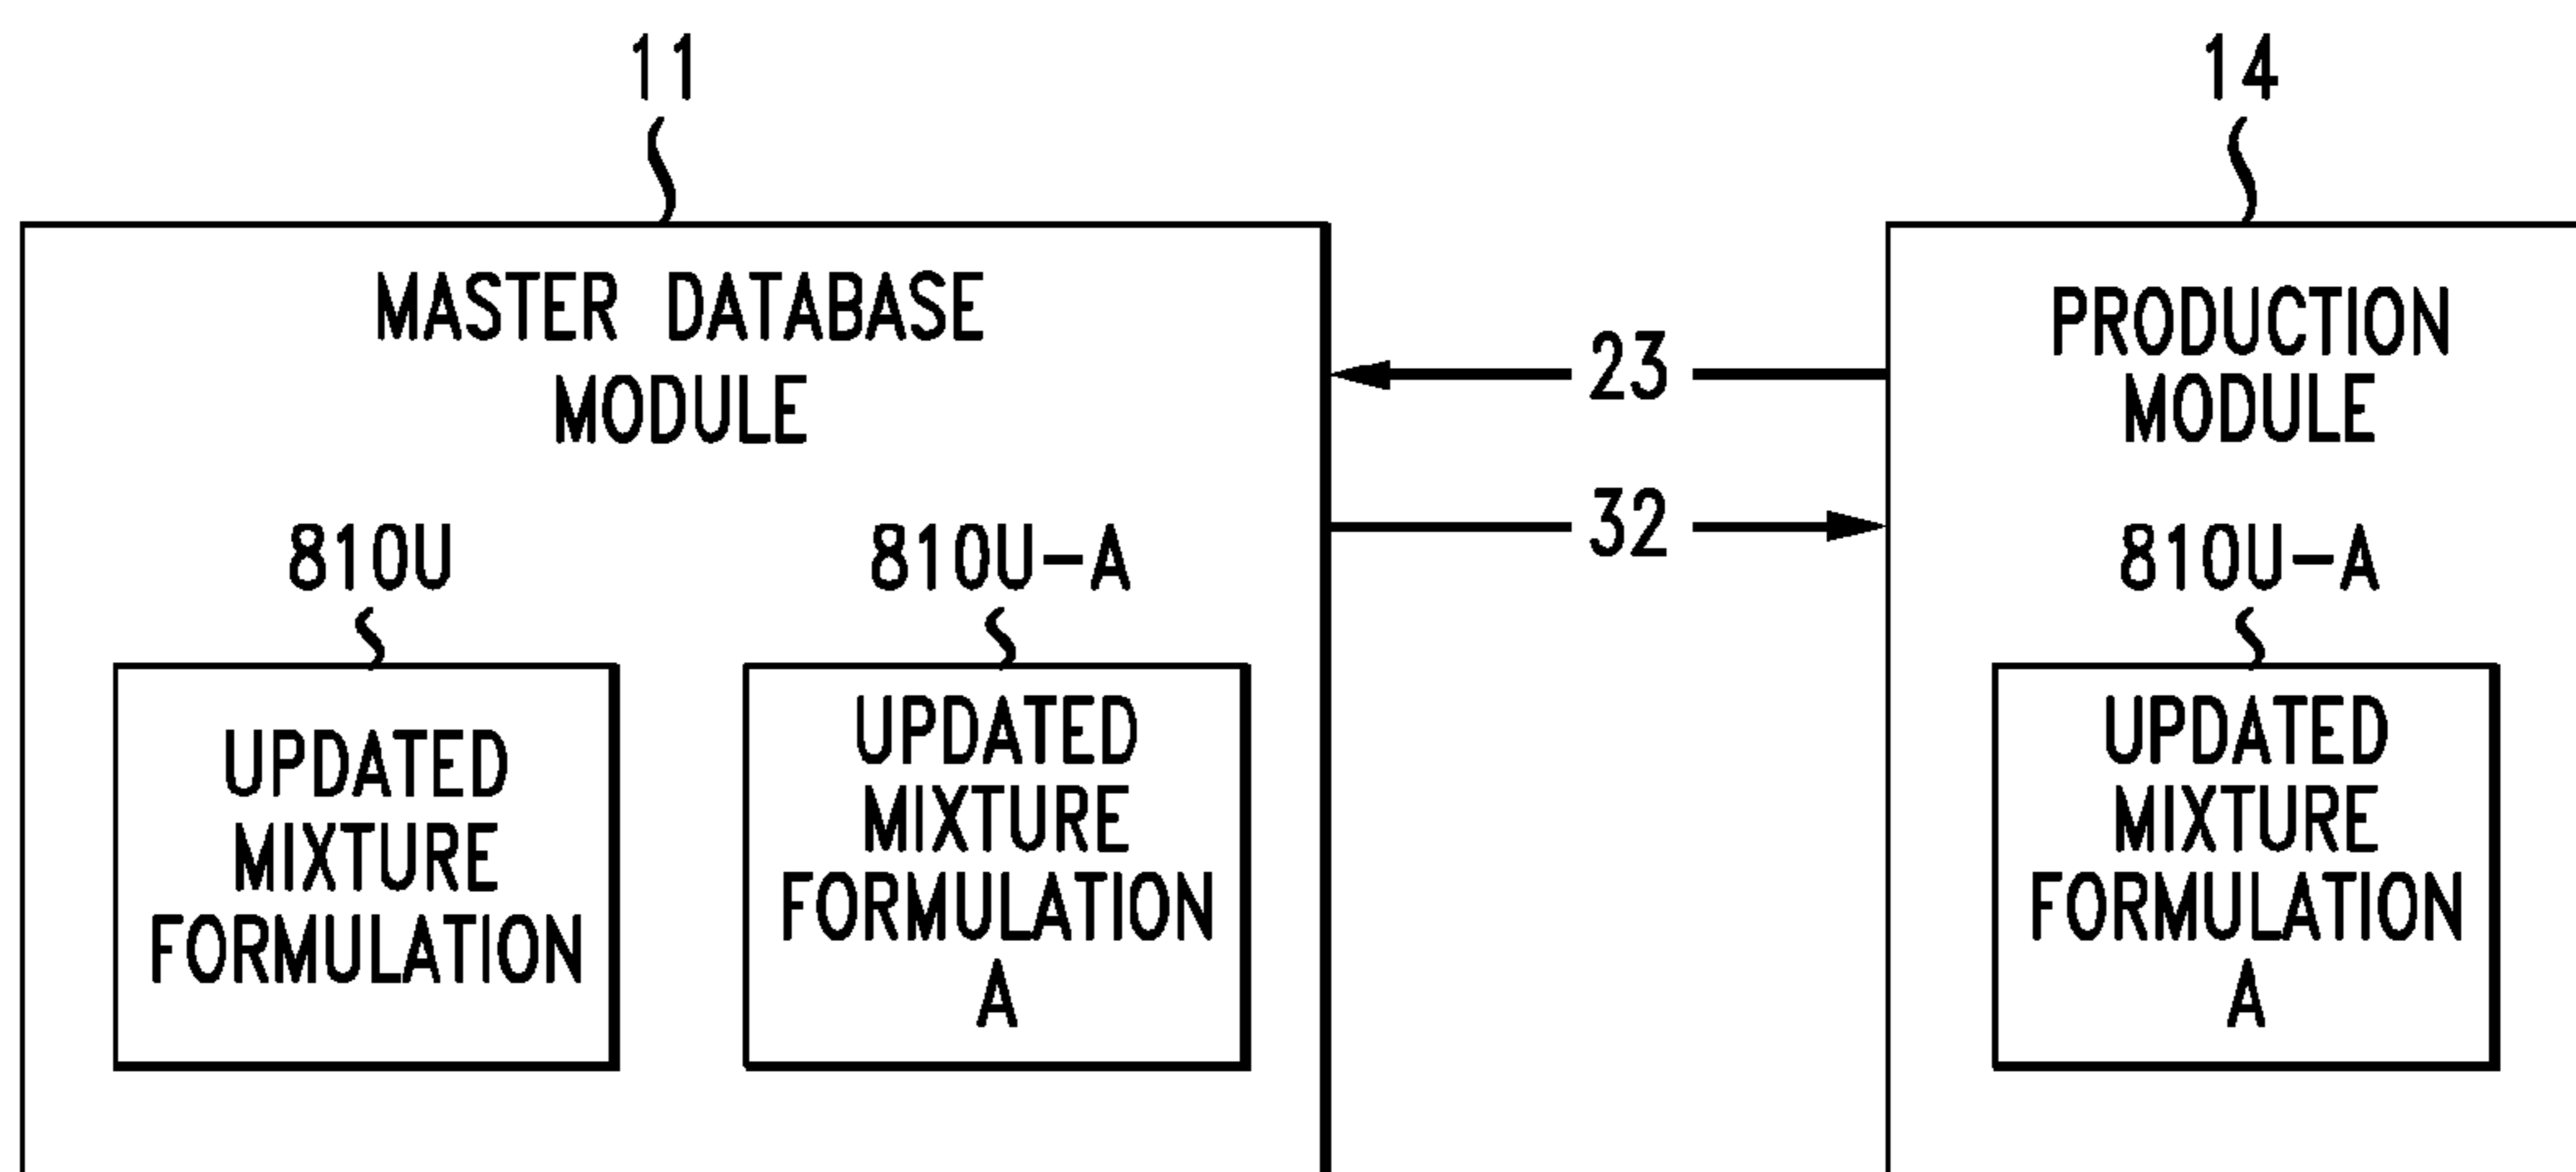 11
14
MASTER DATABASE
MODULE
PRODUCTION
MODULE
23
32
810U
810U-A
810U-A
UPDATED
MIXTURE
FORMULATION
UPDATED
MIXTURE
FORMULATION
A
UPDATED
MIXTURE
FORMULATION
A